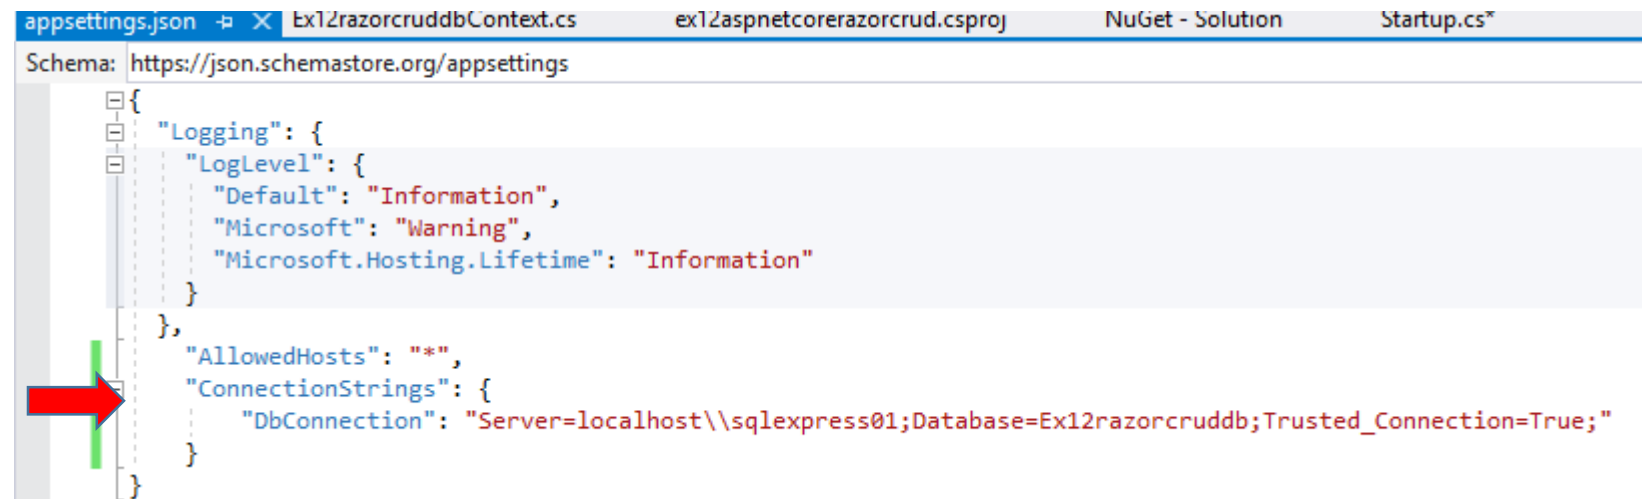 appsettings.json Ex12razorcruddbContext.cs ex12aspnetcorerazorcrud.csproj NuGet - Solution Startup.cs*
Schema: https://json.schemastore.org/appsettings
{
"Logging": {
"LogLevel": {
"Default": "Information",
"Microsoft": "Warning",
"Microsoft.Hosting.Lifetime": "Information"
}
},
"AllowedHosts": "*",
"ConnectionStrings": {
"DbConnection": "Server=localhost\\sqlexpress01;Database=Ex12razorcruddb;Trusted_Connection=True;"
}
}